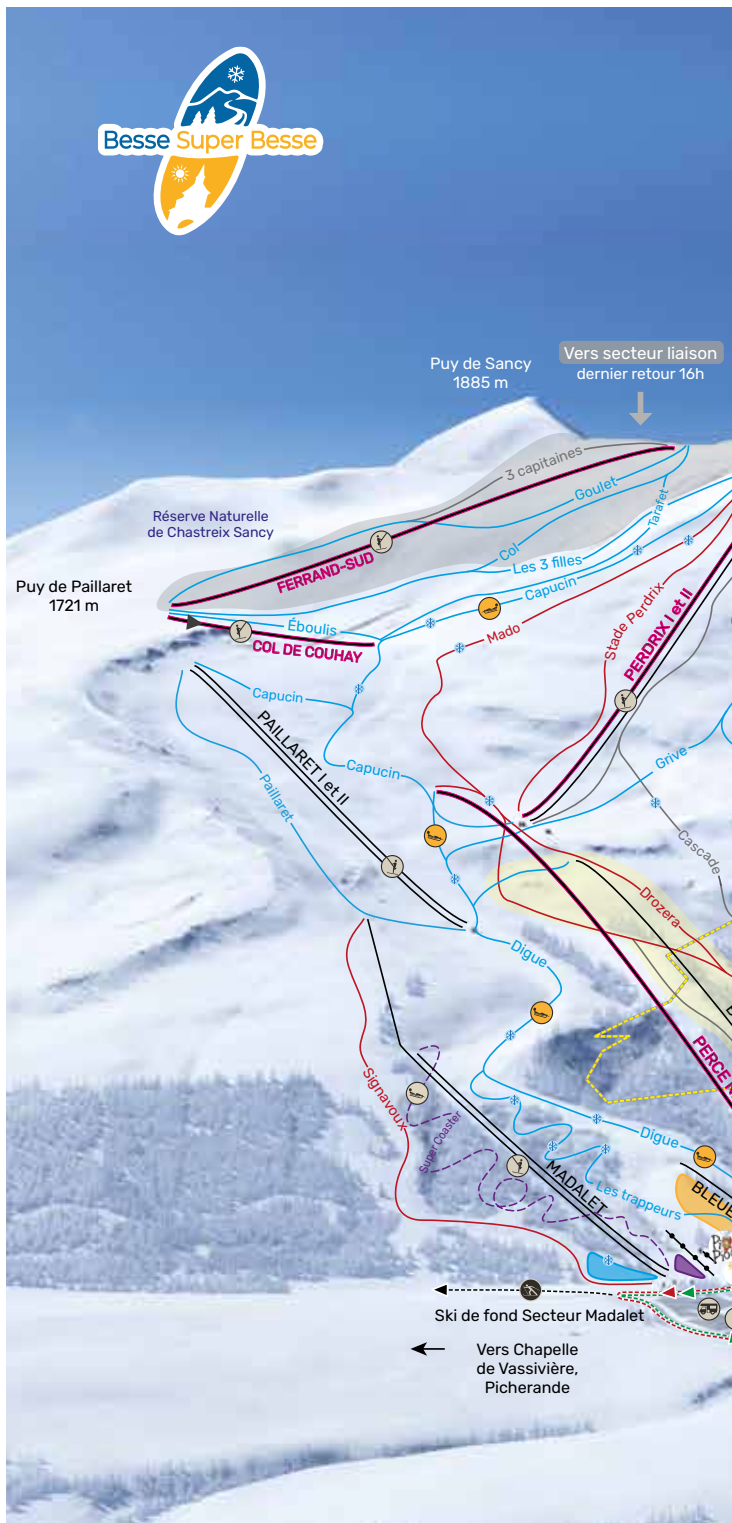 Besse Super Besse
Puy de Sancy
1885 m
Vers secteur liaison
dernier retour 16h
3 capitaines
Goulet
Tarafet
Réserve Naturelle
de Chastreix Sancy
Col
Les 3 filles
FERRAND-SUD
Capucin
Puy de Paillaret
1721 m
Éboulis
COL DE COUHAY
Mado
Stade Perdrix
PERDRIX I et II
Capucin
PAILLARET I et II
Capucin
Grive
Paillaret
Cascade
Drozera
Digue
PERCE
Signavoux
Super Coaster
Digue
MADALET
Les trappeurs
BLEUE
Ski de fond Secteur Madalet
Vers Chapelle
de Vassivière,
Picherande